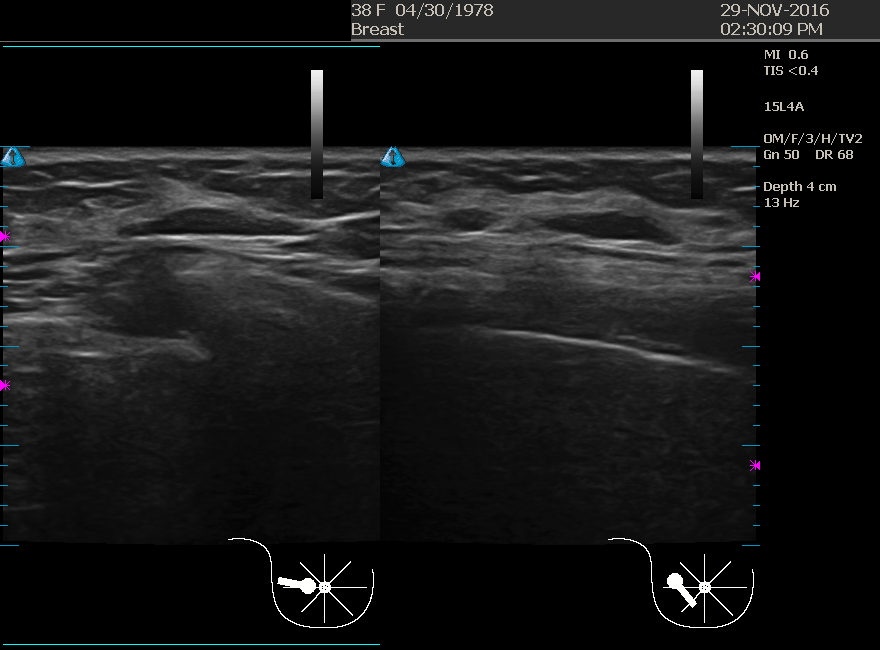 38 F 04/30/1978
29-NOV-2016
Breast
02:30:09 PM
MI 0.6
TIS <0.4
15L4A
OM/F/3/H/TV2
Gn 50 DR 68
Depth 4 cm
13 Hz